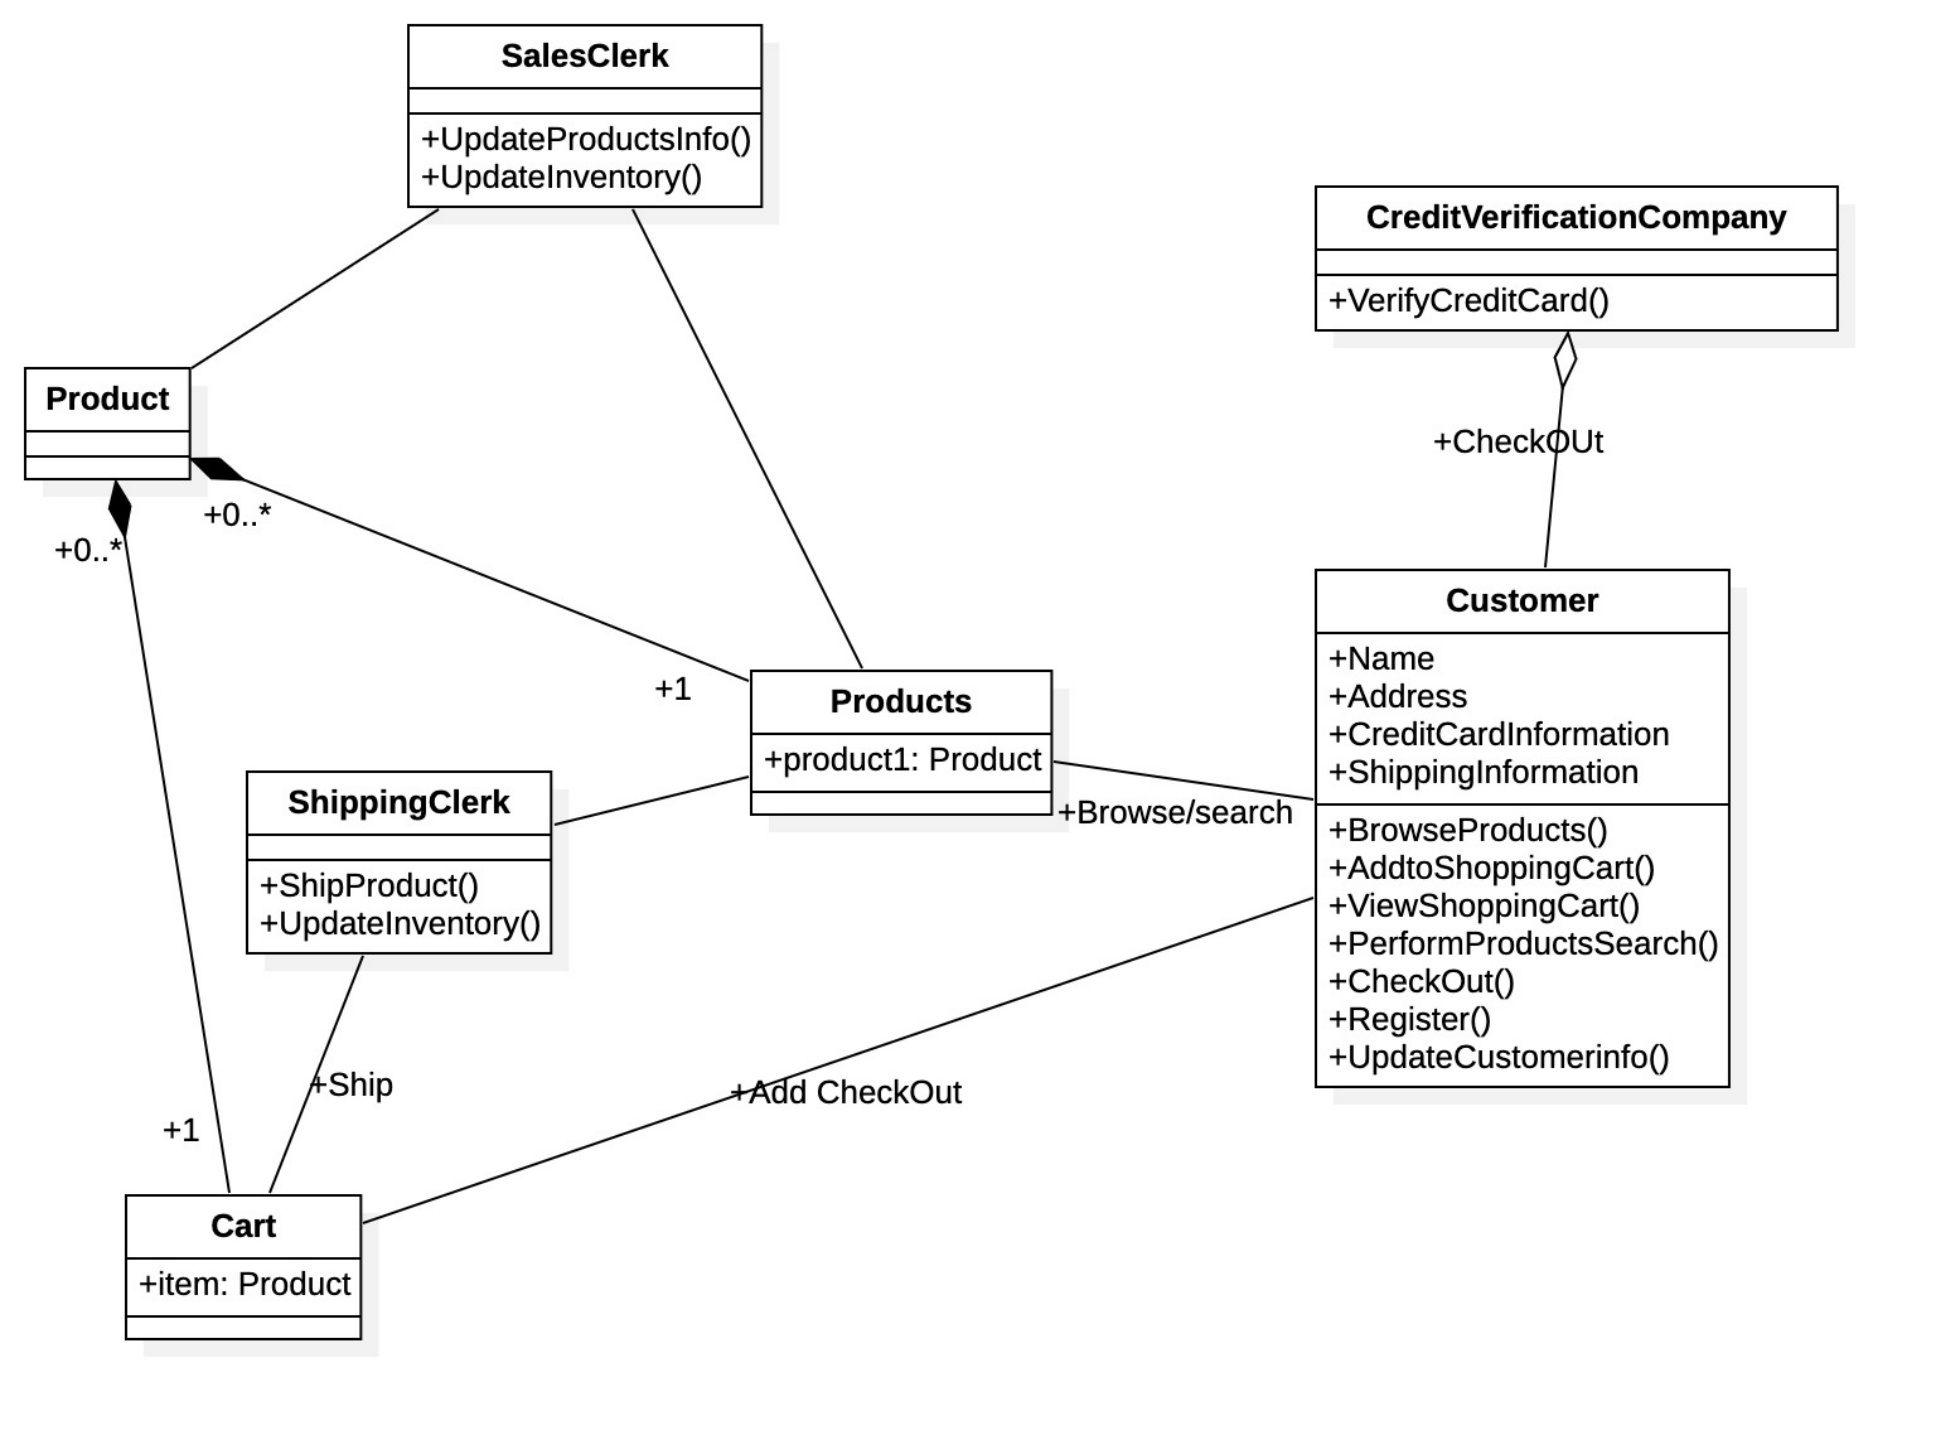 SalesClerk
+UpdateProductsInfo()
+UpdateInventory()
CreditVerificationCompany
+VerifyCreditCard()
Product
+CheckOUt
+0..*
+0..*
Customer
+Name
+Address
+CreditCardInformation
+ShippingInformation
+BrowseProducts()
+AddtoShoppingCart()
+ViewShoppingCart()
+PerformProductsSearch()
+CheckOut()
+Register()
+UpdateCustomerinfo()
+1
Products
+product1: Product
+Browse/search
ShippingClerk
+ShipProduct()
+UpdateInventory()
+Ship
+Add CheckOut
+1
Cart
+item: Product